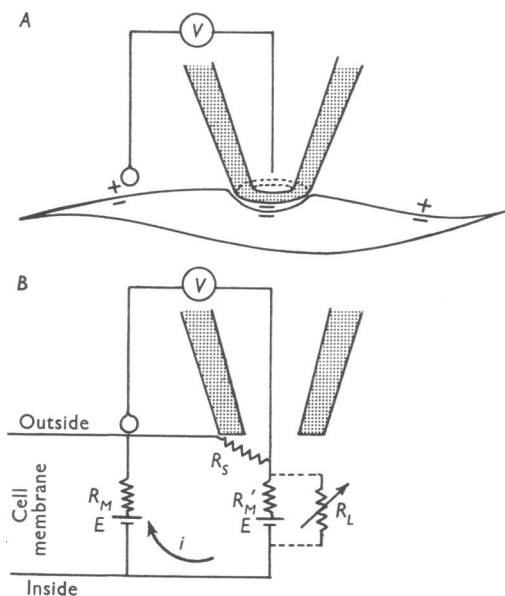 A
V
+
−
=
+
−
B
V
Outside
R_S
Cell membrane
R_M
E
i
R_M'
E
R_L
Inside